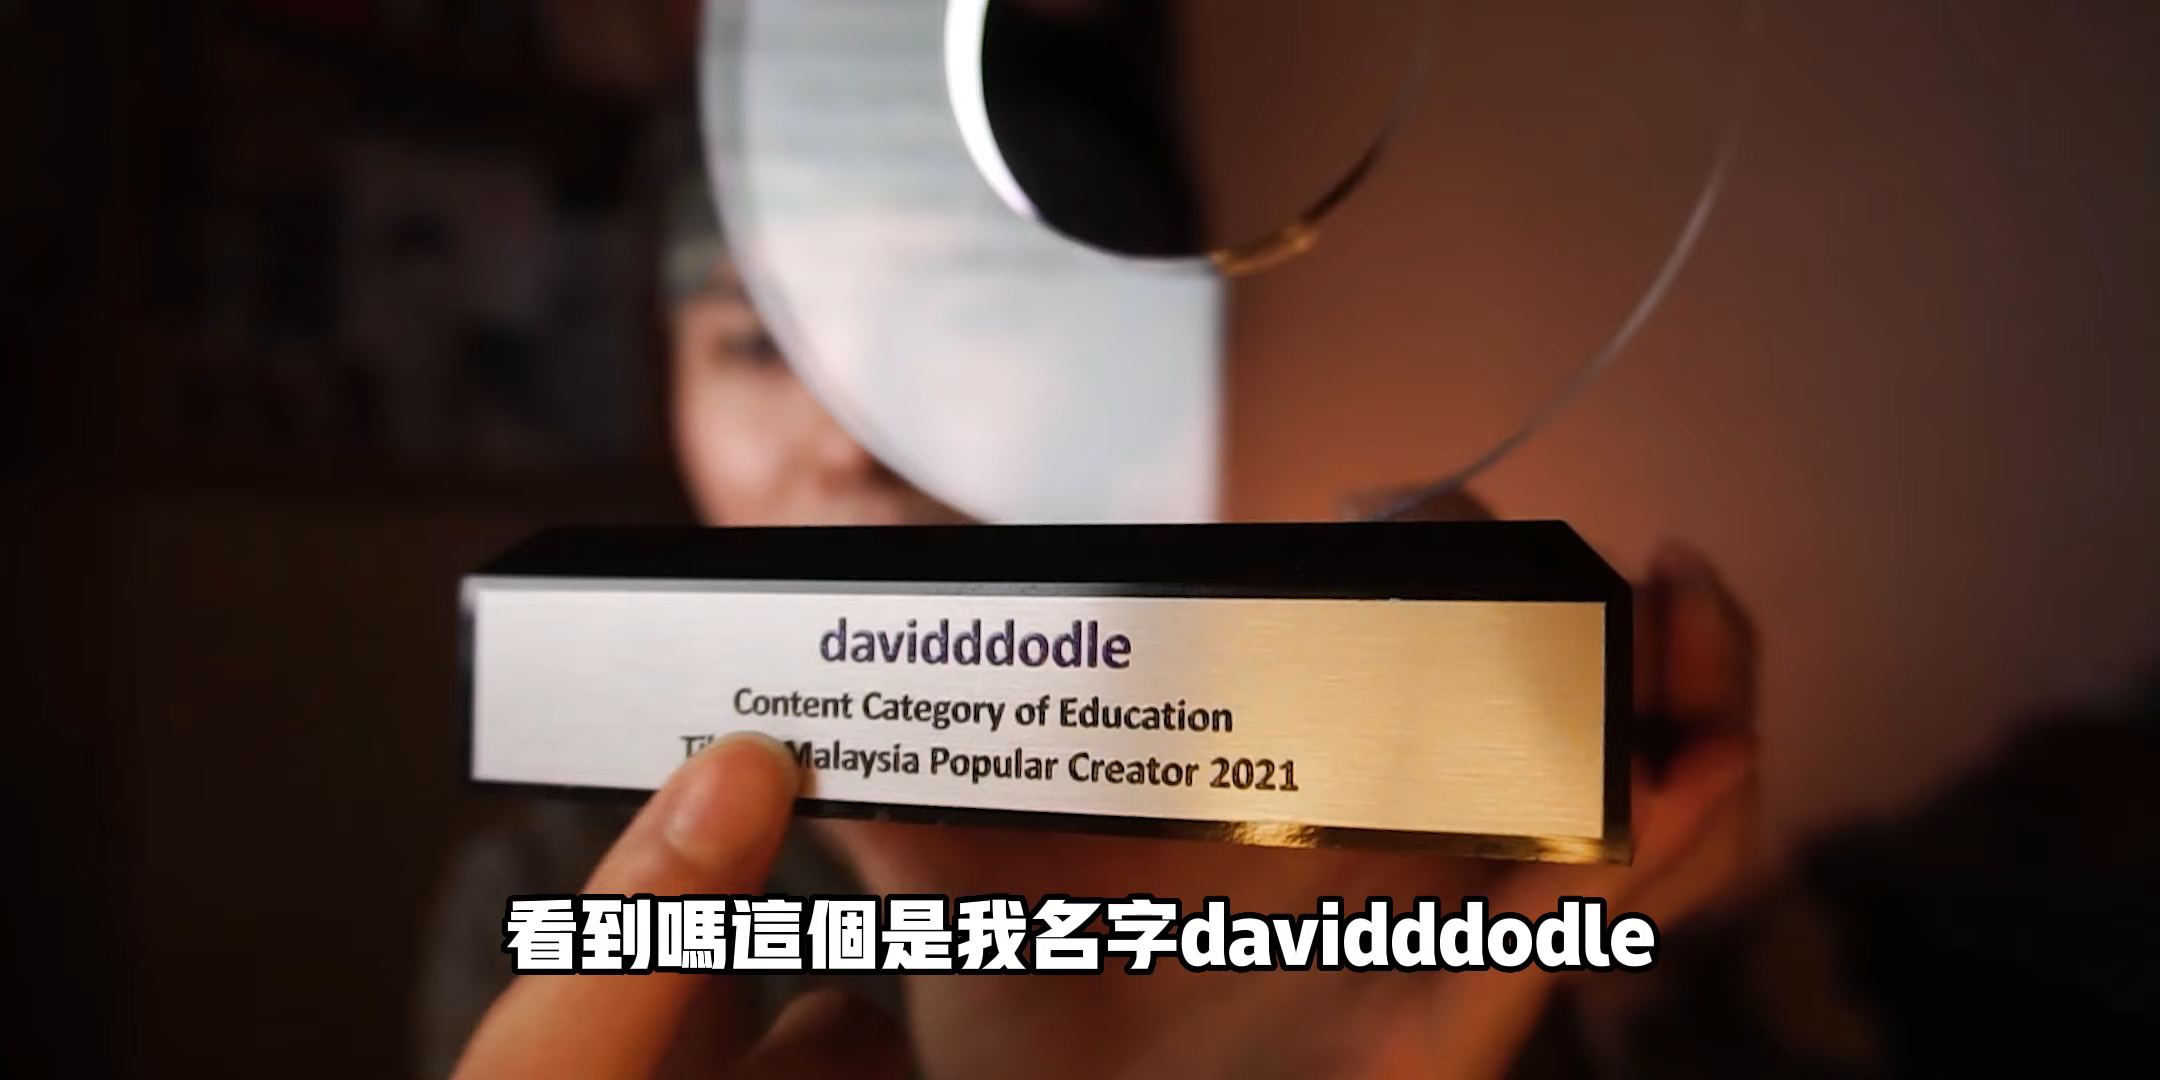 davidddodle
Content Category of Education
Malaysia Popular Creator 2021
看到嗎這個是我名字davidddodle